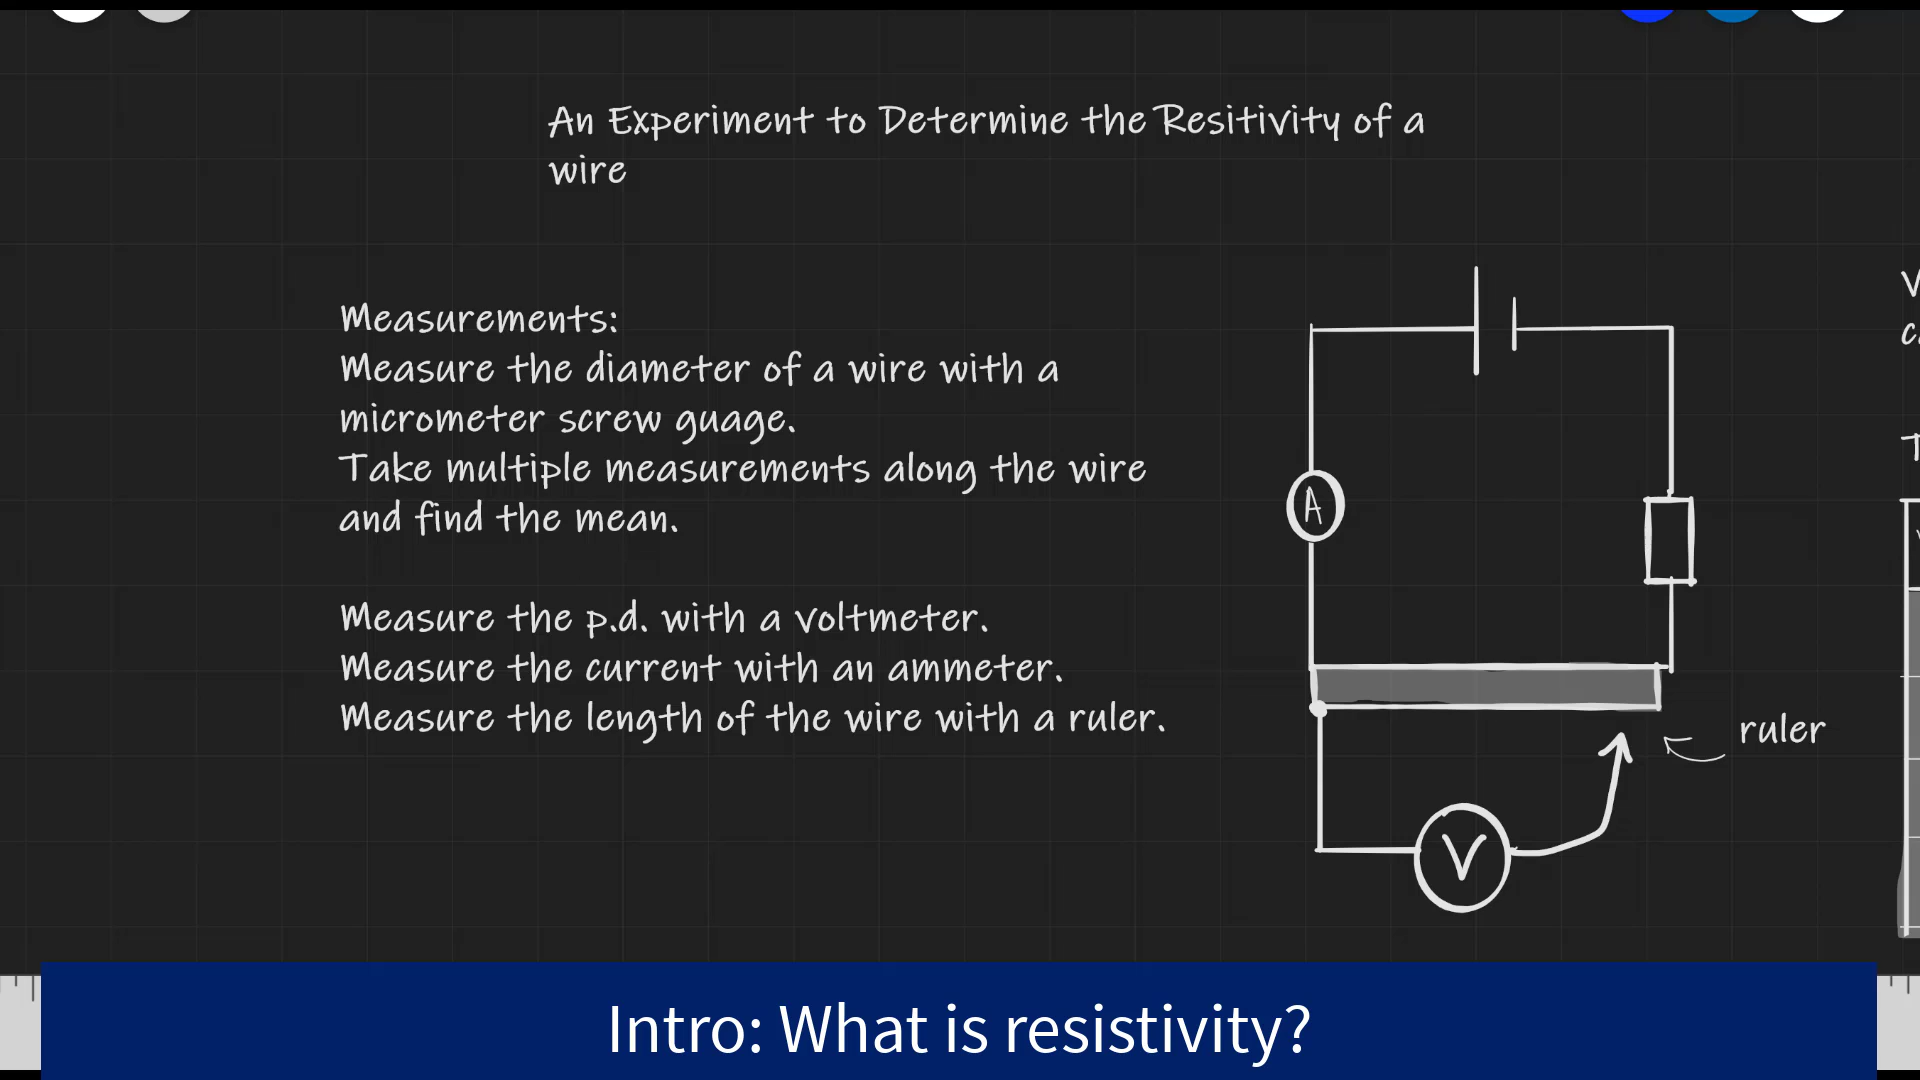 An Experiment to Determine the Resitivity of a
wire
Measurements:
Measure the diameter of a wire with a
micrometer screw guage.
Take multiple measurements along the wire
and find the mean.
Measure the p.d. with a voltmeter.
Measure the current with an ammeter.
Measure the length of the wire with a ruler.
A
ruler
V
Intro: What is resistivity?